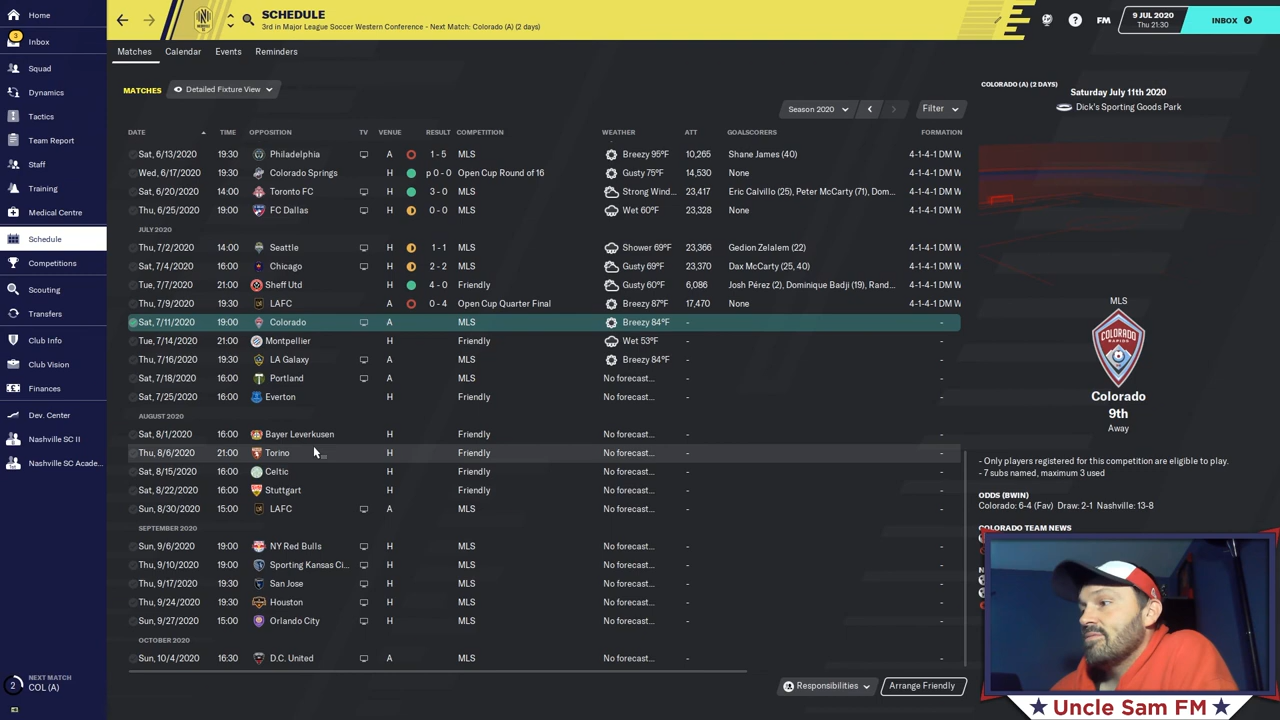 Home
SCHEDULE
3rd in Major League Soccer Western Conference - Next Match: Colorado (A) (2 days)
FM
9 JUL 2020
Thu 21:30
INBOX
3
Inbox
Squad
Dynamics
Tactics
Team Report
Staff
Training
Medical Centre
Schedule
Competitions
Scouting
Transfers
Club Info
Club Vision
Finances
Dev. Center
Nashville SC II
Nashville SC Acade...
2
NEXT MATCH
COL (A)
Matches Calendar Events Reminders
MATCHES Detailed Fixture View
Season 2020 Filter
DATE TIME OPPOSITION TV VENUE RESULT COMPETITION WEATHER ATT GOALSCORERS FORMATION
Sat, 6/13/2020 19:30 Philadelphia A 1 - 5 MLS Breezy 95°F 10,265 Shane James (40) 4-1-4-1 DM W
Wed, 6/17/2020 19:30 Colorado Springs H p 0 - 0 Open Cup Round of 16 Gusty 75°F 14,530 None 4-1-4-1 DM W
Sat, 6/20/2020 14:00 Toronto FC H 3 - 0 MLS Strong Wind... 23,417 Eric Calvillo (25), Peter McCarty (71), Dom... 4-1-4-1 DM W
Thu, 6/25/2020 19:00 FC Dallas H 0 - 0 MLS Wet 60°F 23,328 None 4-1-4-1 DM W
JULY 2020
Thu, 7/2/2020 14:00 Seattle H 1 - 1 MLS Shower 69°F 23,366 Gedion Zelalem (22) 4-1-4-1 DM W
Sat, 7/4/2020 16:00 Chicago H 2 - 2 MLS Gusty 69°F 23,370 Dax McCarty (25, 40) 4-1-4-1 DM W
Tue, 7/7/2020 21:00 Sheff Utd H 4 - 0 Friendly Gusty 60°F 6,086 Josh Pérez (2), Dominique Badji (19), Rand... 4-1-4-1 DM W
Thu, 7/9/2020 19:30 LAFC A 0 - 4 Open Cup Quarter Final Breezy 87°F 17,470 None 4-1-4-1 DM W
Sat, 7/11/2020 19:00 Colorado A MLS Breezy 84°F - -
Tue, 7/14/2020 21:00 Montpellier H Friendly Wet 53°F - -
Thu, 7/16/2020 19:30 LA Galaxy A MLS Breezy 84°F - -
Sat, 7/18/2020 16:00 Portland A MLS No forecast... - -
Sat, 7/25/2020 16:00 Everton H Friendly No forecast... - -
AUGUST 2020
Sat, 8/1/2020 16:00 Bayer Leverkusen H Friendly No forecast... - -
Thu, 8/6/2020 21:00 Torino H Friendly No forecast... - -
Sat, 8/15/2020 16:00 Celtic H Friendly No forecast... - -
Sat, 8/22/2020 16:00 Stuttgart H Friendly No forecast... - -
Sun, 8/30/2020 15:00 LAFC H MLS No forecast... - -
SEPTEMBER 2020
Sun, 9/6/2020 19:00 NY Red Bulls H MLS No forecast... - -
Thu, 9/10/2020 19:00 Sporting Kansas Ci... H MLS No forecast... - -
Thu, 9/17/2020 19:30 San Jose H MLS No forecast... - -
Thu, 9/24/2020 19:30 Houston H MLS No forecast... - -
Sun, 9/27/2020 15:00 Orlando City H MLS No forecast... - -
OCTOBER 2020
Sun, 10/4/2020 16:30 D.C. United A MLS No forecast... - -
Responsibilities Arrange Friendly
COLORADO (A) (2 DAYS)
Saturday July 11th 2020
Dick's Sporting Goods Park
MLS
COLORADO
RAPIDS
Colorado
9th
Away
- Only players registered for this competition are eligible to play.
- 7 subs named, maximum 3 used
ODDS (BWIN)
Colorado: 6-4 (Fav) Draw: 2-1 Nashville: 13-8
COLORADO TEAM NEWS
Uncle Sam FM